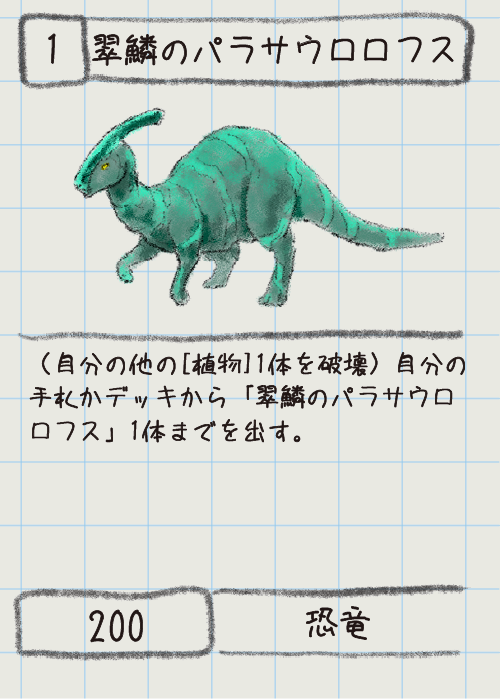 1 翠鱗のパラサウロロフス
（自分の他の[植物]1体を破壊）自分の
手札かデッキから「翠鱗のパラサウロ
ロフス」1体までを出す。
200 恐竜